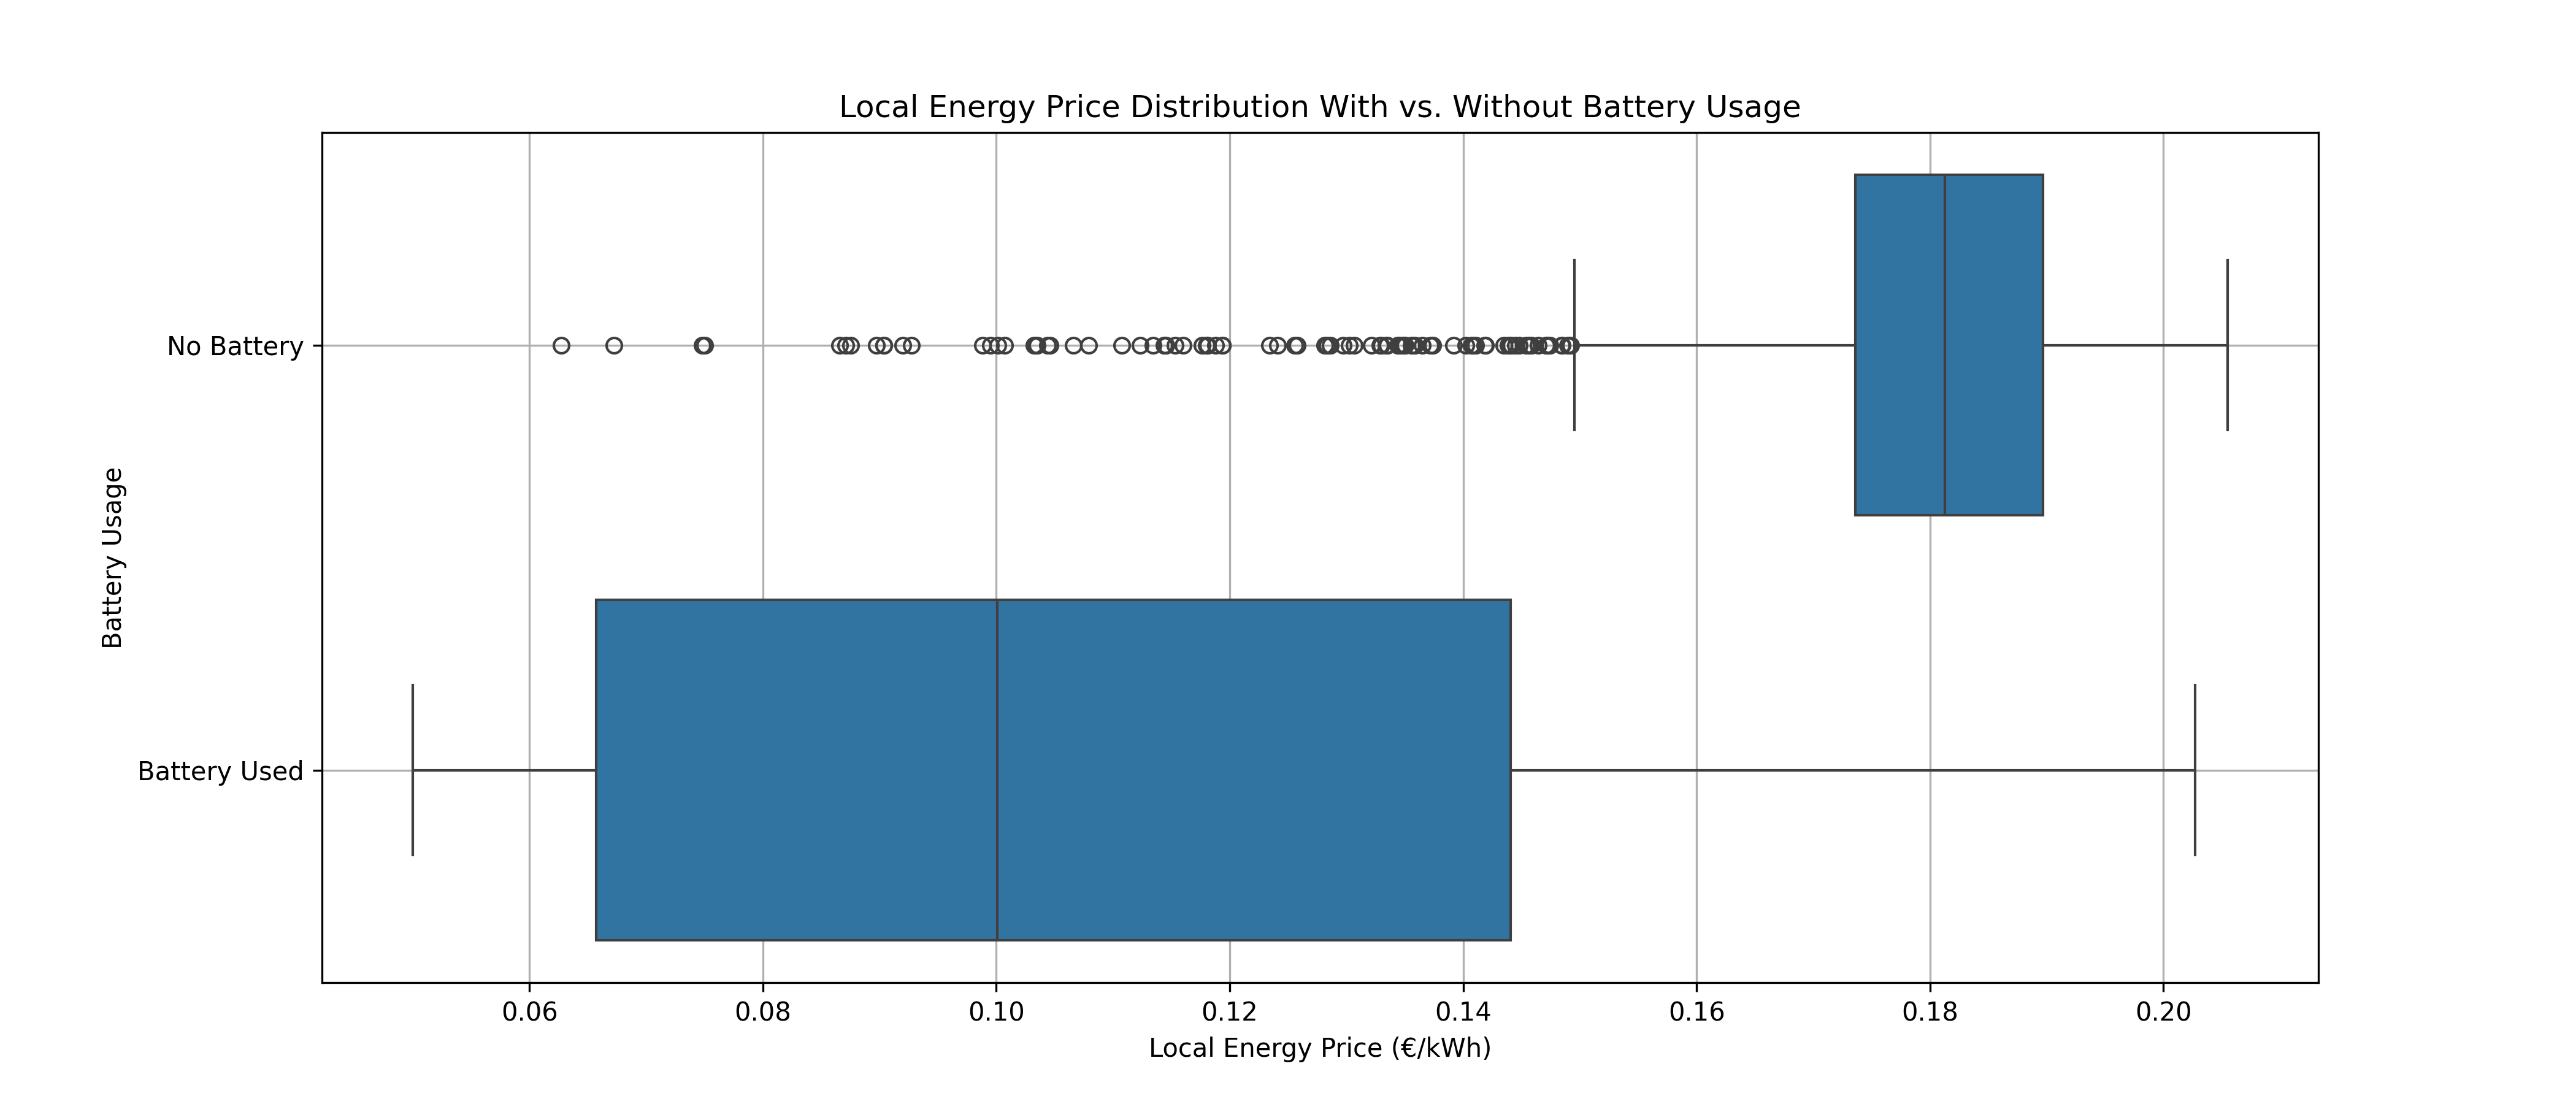 Local Energy Price Distribution With vs. Without Battery Usage
Battery Usage
No Battery
Battery Used
0.06
0.08
0.10
0.12
0.14
0.16
0.18
0.20
Local Energy Price (€/kWh)